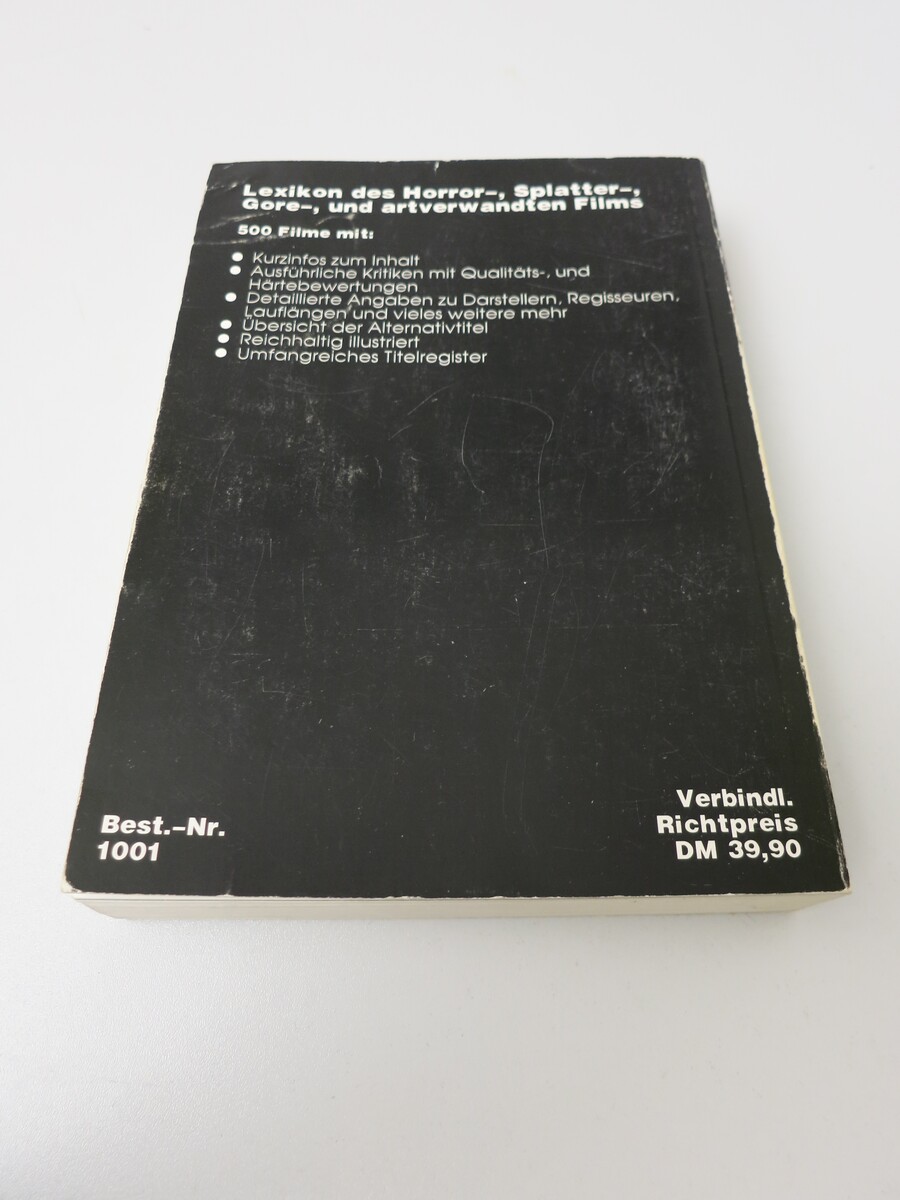 Lexikon des Horror-, Splatter-,
Gore-, und artverwandten Films
500 Filme mit:
● Kurzinfos zum Inhalt
● Ausführliche Kritiken mit Qualitäts-, und
Härtebewertungen
● Detaillierte Angaben zu Darstellern, Regisseuren,
Lauflängen und vieles weitere mehr
● Übersicht der Alternativtitel
● Reichhaltig illustriert
● Umfangreiches Titelregister
Best.-Nr.
1001
Verbindl.
Richtpreis
DM 39,90